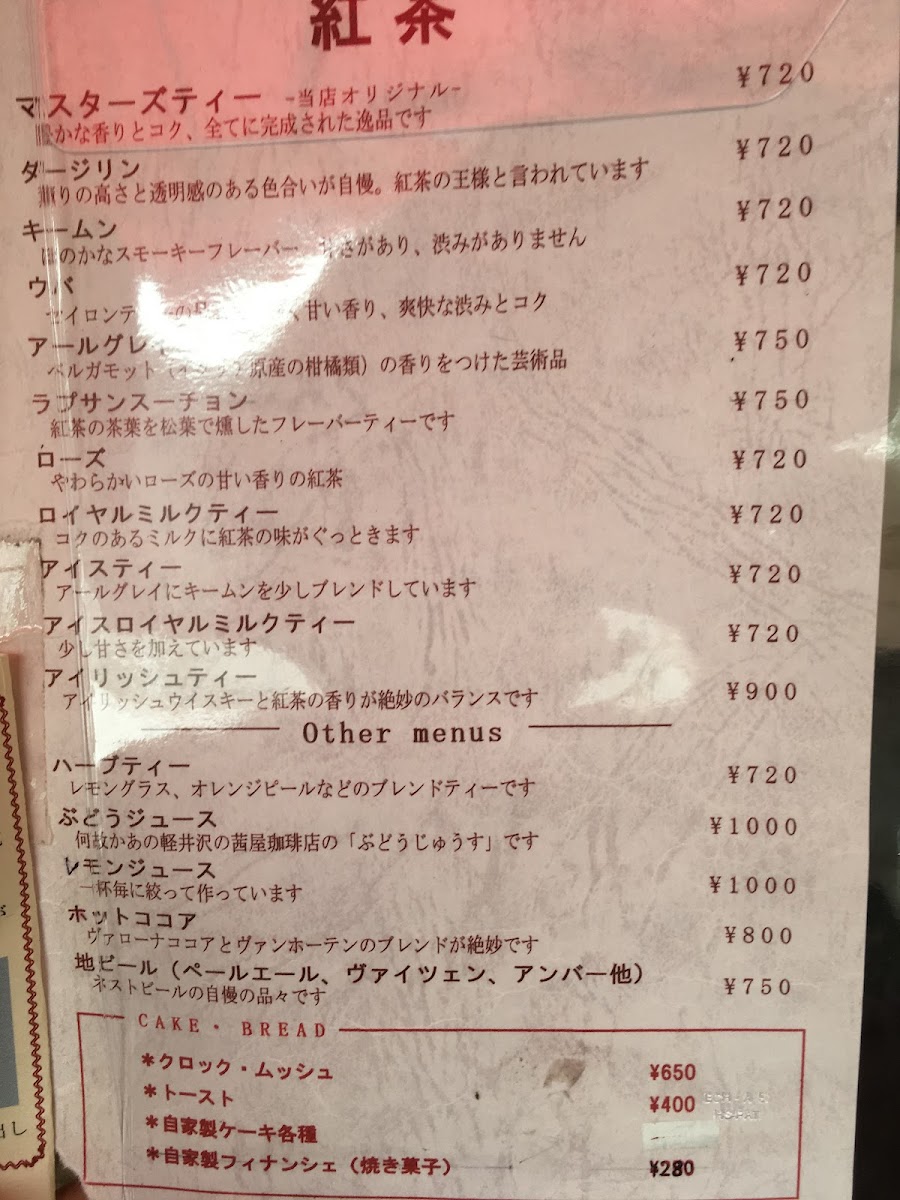 紅茶
マスターズティー -当店オリジナル- ¥720
かな香りとコク、全てに完成された逸品です
ダージリン ¥720
香りの高さと透明感のある色合いが自慢。紅茶の王様と言われています
キームン ¥720
ほのかなスモーキーフレーバー 甘さがあり、渋みがありません
ウバ ¥720
セイロンティーの 、甘い香り、爽快な渋みとコク
アールグレイ ¥750
ベルガモット（イタリア原産の柑橘類）の香りをつけた芸術品
ラプサンスーチョン ¥750
紅茶の茶葉を松葉で燻したフレーバーティーです
ローズ ¥720
やわらかいローズの甘い香りの紅茶
ロイヤルミルクティー ¥720
コクのあるミルクに紅茶の味がぐっときます
アイスティー ¥720
アールグレイにキームンを少しブレンドしています
アイスロイヤルミルクティー ¥720
少し甘さを加えています
アイリッシュティー ¥900
アイリッシュウイスキーと紅茶の香りが絶妙のバランスです
Other menus
ハーブティー ¥720
レモングラス、オレンジピールなどのブレンドティーです
ぶどうジュース ¥1000
何故かあの軽井沢の茜屋珈琲店の「ぶどうじゅうす」です
レモンジュース ¥1000
一杯毎に絞って作っています
ホットココア ¥800
ヴァローナココアとヴァンホーテンのブレンドが絶妙です
地ビール（ペールエール、ヴァイツェン、アンバー他） ¥750
ネストビールの自慢の品々です
CAKE・BREAD
＊クロック・ムッシュ ¥650
＊トースト ¥400
＊自家製ケーキ各種
＊自家製フィナンシェ（焼き菓子） ¥280